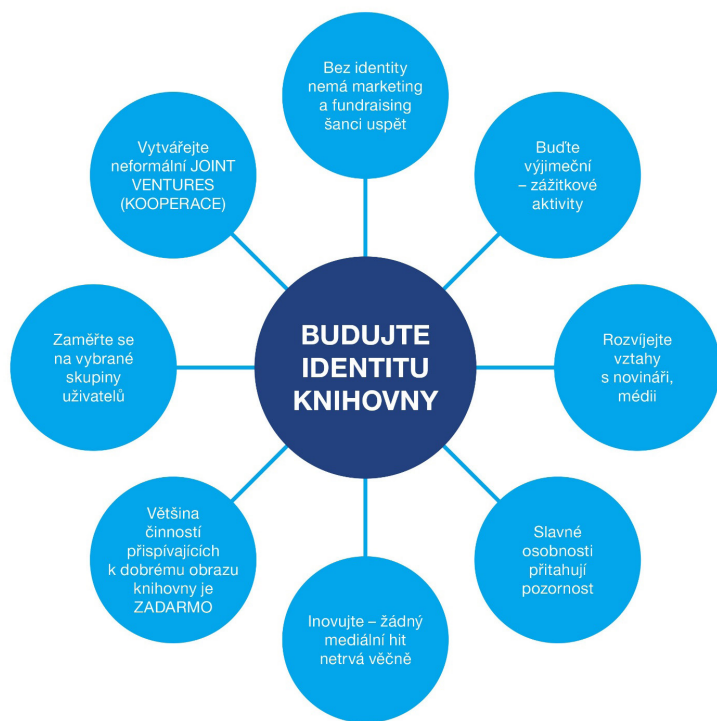 Bez identity
nemá marketing
a fundraising
šanci uspět
Buďte
výjimeční
– zážitkové
aktivity
Rozvíjejte
vztahy
s novináři,
médii
Slavné
osobnosti
přitahují
pozornost
Inovujte – žádný
mediální hit
netrvá věčně
Většina
činností
přispívajících
k dobrému obrazu
knihovny je
ZADARMO
Zaměřte se
na vybrané
skupiny
uživatelů
Vytvářejte
neformální JOINT
VENTURES
(KOOPERACE)
BUDUJTE
IDENTITU
KNIHOVNY